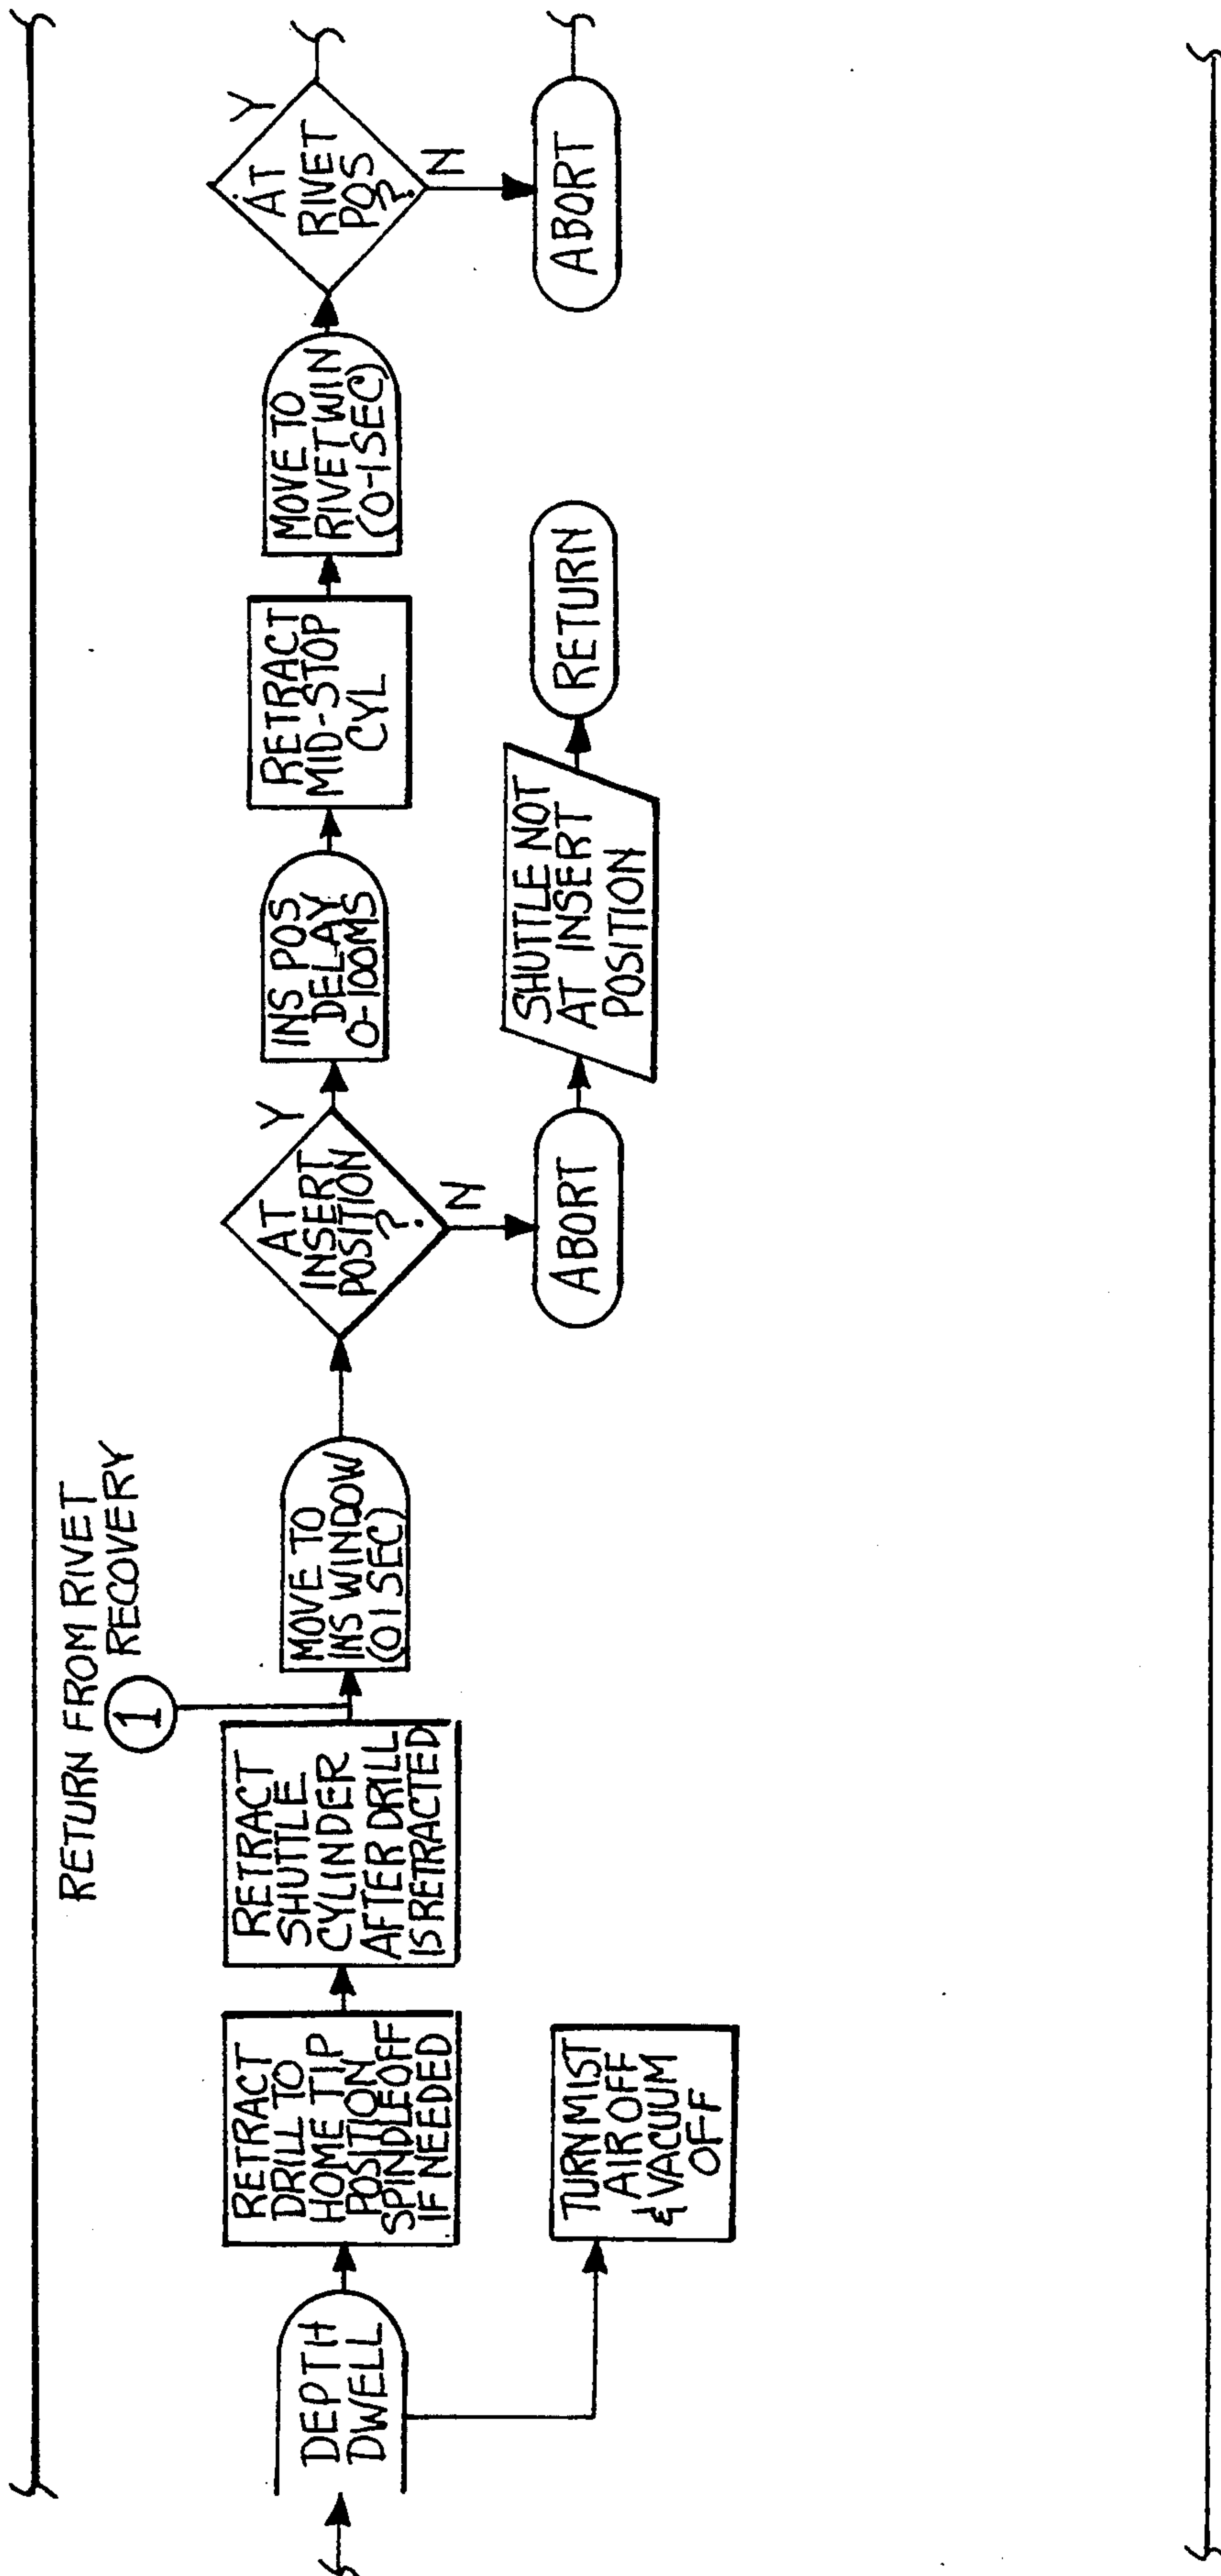 RETURN FROM RIVET
RECOVERY
1
DEPTH
DWELL
RETRACT
DRILL TO
HOME TIP
POSITION
SPINDLE OFF
IF NEEDED
RETRACT
SHUTTLE
CYLINDER
AFTER DRILL
IS RETRACTED
MOVE TO
INS WINDOW
(0 1 SEC)
AT
INSERT
POSITION
?
Y
N
INS POS
DELAY
0-100MS
RETRACT
MID-STOP
CYL
MOVE TO
RIVET WIN
(0-1 SEC)
AT
RIVET
POS
?
Y
N
TURN MIST
AIR OFF
& VACUUM
OFF
ABORT
SHUTTLE NOT
AT INSERT
POSITION
RETURN
ABORT